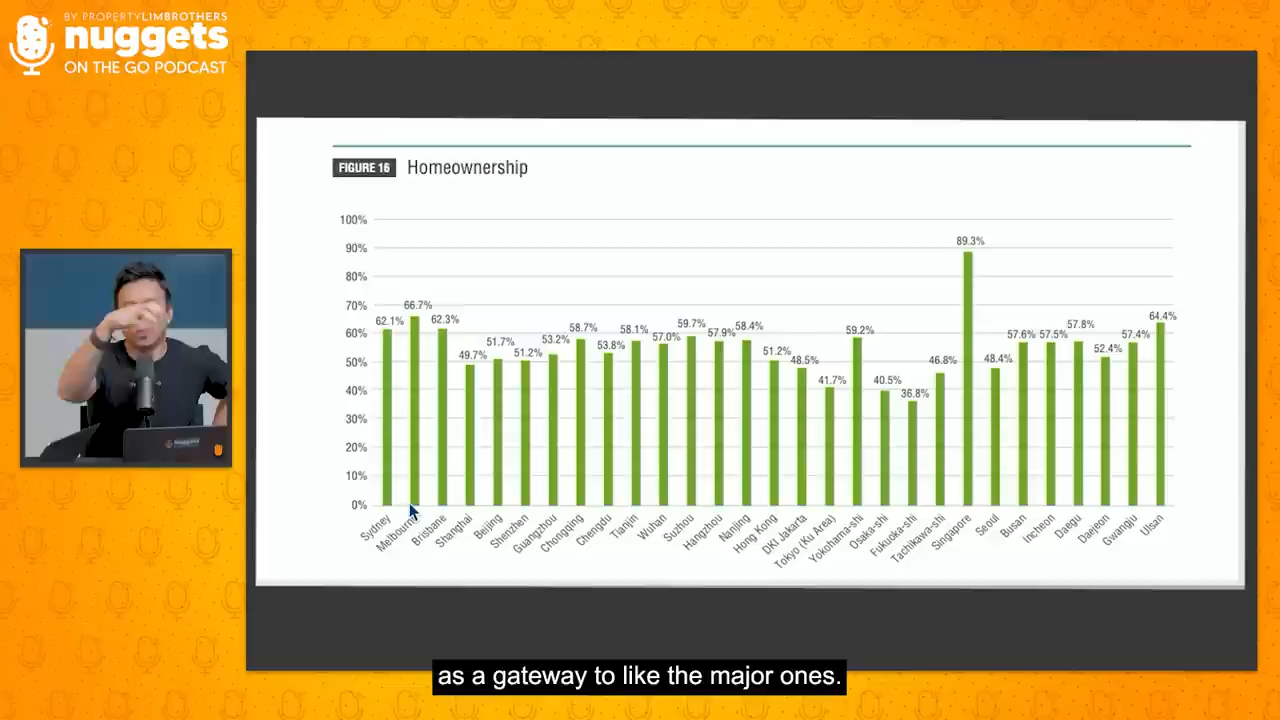 BY PROPERTYLIMBROTHERS
nuggets
ON THE GO PODCAST
FIGURE 16 Homeownership
100%
90%
80%
70%
60%
50%
40%
30%
20%
10%
0%
62.1%
66.7%
62.3%
49.7%
51.7%
51.2%
53.2%
58.7%
53.8%
58.1%
57.0%
59.7%
57.9%
58.4%
51.2%
48.5%
41.7%
59.2%
40.5%
36.8%
46.8%
89.3%
48.4%
57.6%
57.5%
57.8%
52.4%
57.4%
64.4%
Sydney
Melbourne
Brisbane
Shanghai
Beijing
Shenzhen
Guangzhou
Chongqing
Chengdu
Tianjin
Wuhan
Suzhou
Hangzhou
Nanjing
Hong Kong
DKI Jakarta
Tokyo (Ku Area)
Yokohama-shi
Osaka-shi
Fukuoka-shi
Tachikawa-shi
Singapore
Seoul
Busan
Incheon
Daegu
Daejeon
Gwangju
Ulsan
nuggets
as a gateway to like the major ones.